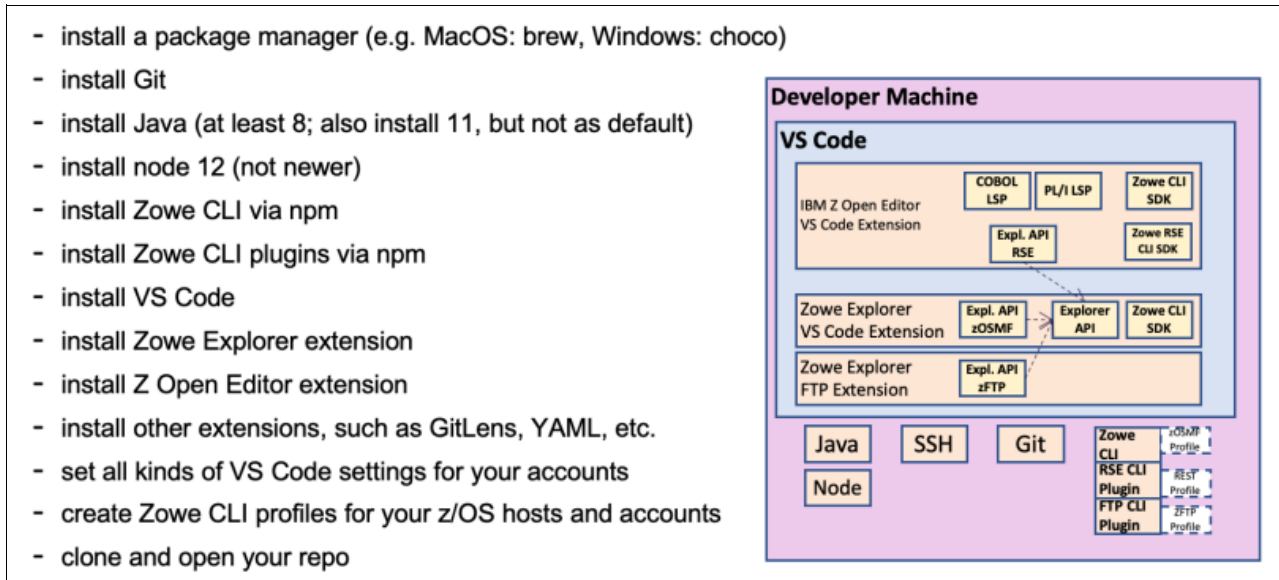 - install a package manager (e.g. MacOS: brew, Windows: choco)
- install Git
- install Java (at least 8; also install 11, but not as default)
- install node 12 (not newer)
- install Zowe CLI via npm
- install Zowe CLI plugins via npm
- install VS Code
- install Zowe Explorer extension
- install Z Open Editor extension
- install other extensions, such as GitLens, YAML, etc.
- set all kinds of VS Code settings for your accounts
- create Zowe CLI profiles for your z/OS hosts and accounts
- clone and open your repo
Developer Machine
VS Code
IBM Z Open Editor
VS Code Extension
COBOL
LSP
PL/I LSP
Zowe CLI
SDK
Expl. API
RSE
Zowe RSE
CLI SDK
Zowe Explorer
VS Code Extension
Expl. API
zOSMF
Explorer
API
Zowe CLI
SDK
Zowe Explorer
FTP Extension
Expl. API
zFTP
Java
SSH
Git
Node
Zowe
CLI
zOSMF
Profile
RSE CLI
Plugin
REST
Profile
FTP CLI
Plugin
ZFTP
Profile